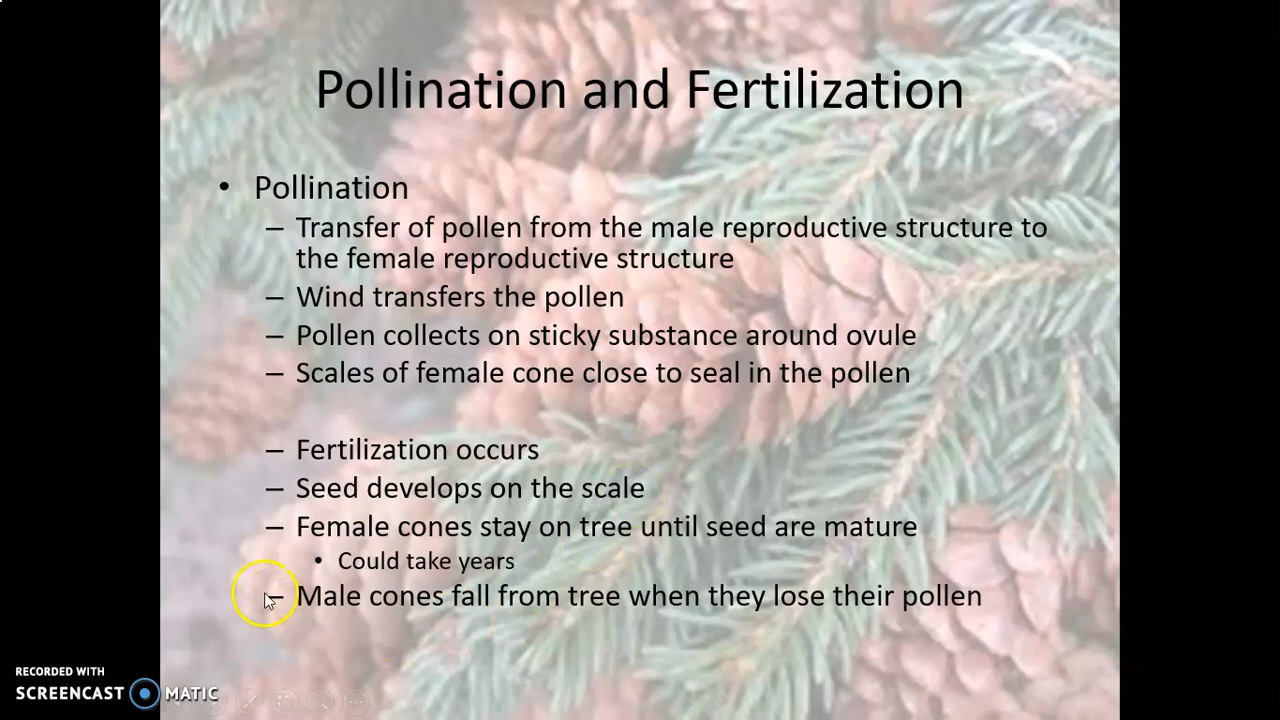 Pollination and Fertilization
• Pollination
– Transfer of pollen from the male reproductive structure to
the female reproductive structure
– Wind transfers the pollen
– Pollen collects on sticky substance around ovule
– Scales of female cone close to seal in the pollen
– Fertilization occurs
– Seed develops on the scale
– Female cones stay on tree until seed are mature
• Could take years
– Male cones fall from tree when they lose their pollen
RECORDED WITH
SCREENCAST MATIC